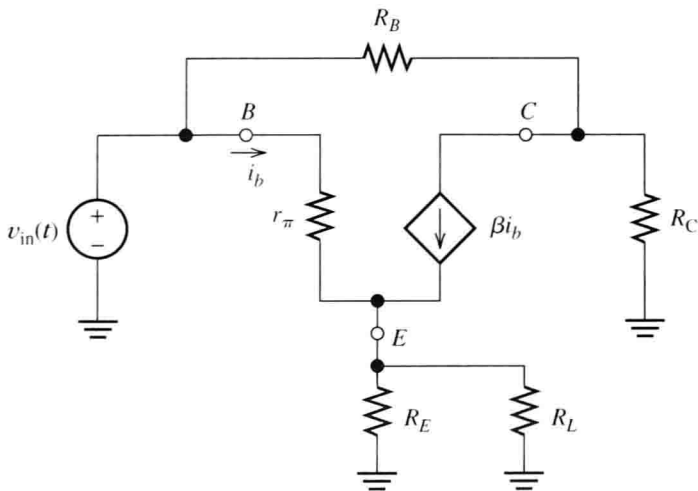 R_B
B
C
i_b
v_in(t)
+
−
r_π
βi_b
R_C
E
R_E
R_L